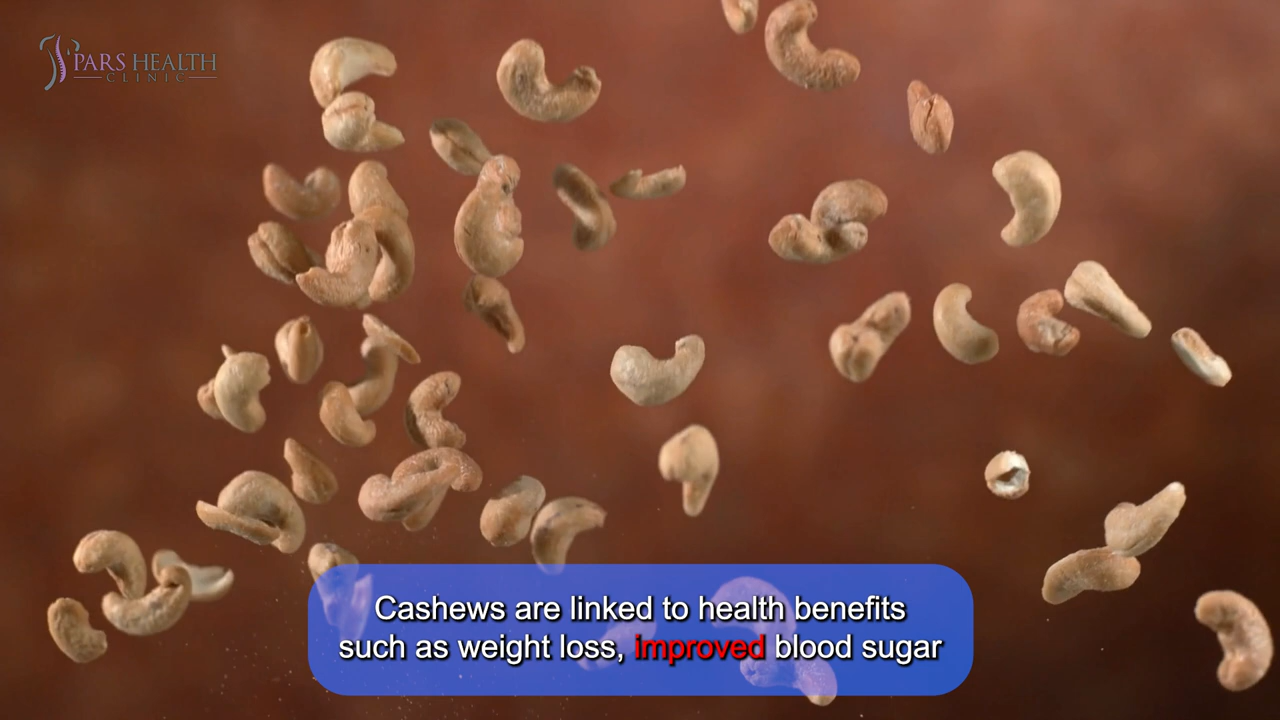 PARS HEALTH
CLINIC
Cashews are linked to health benefits
such as weight loss, improved blood sugar